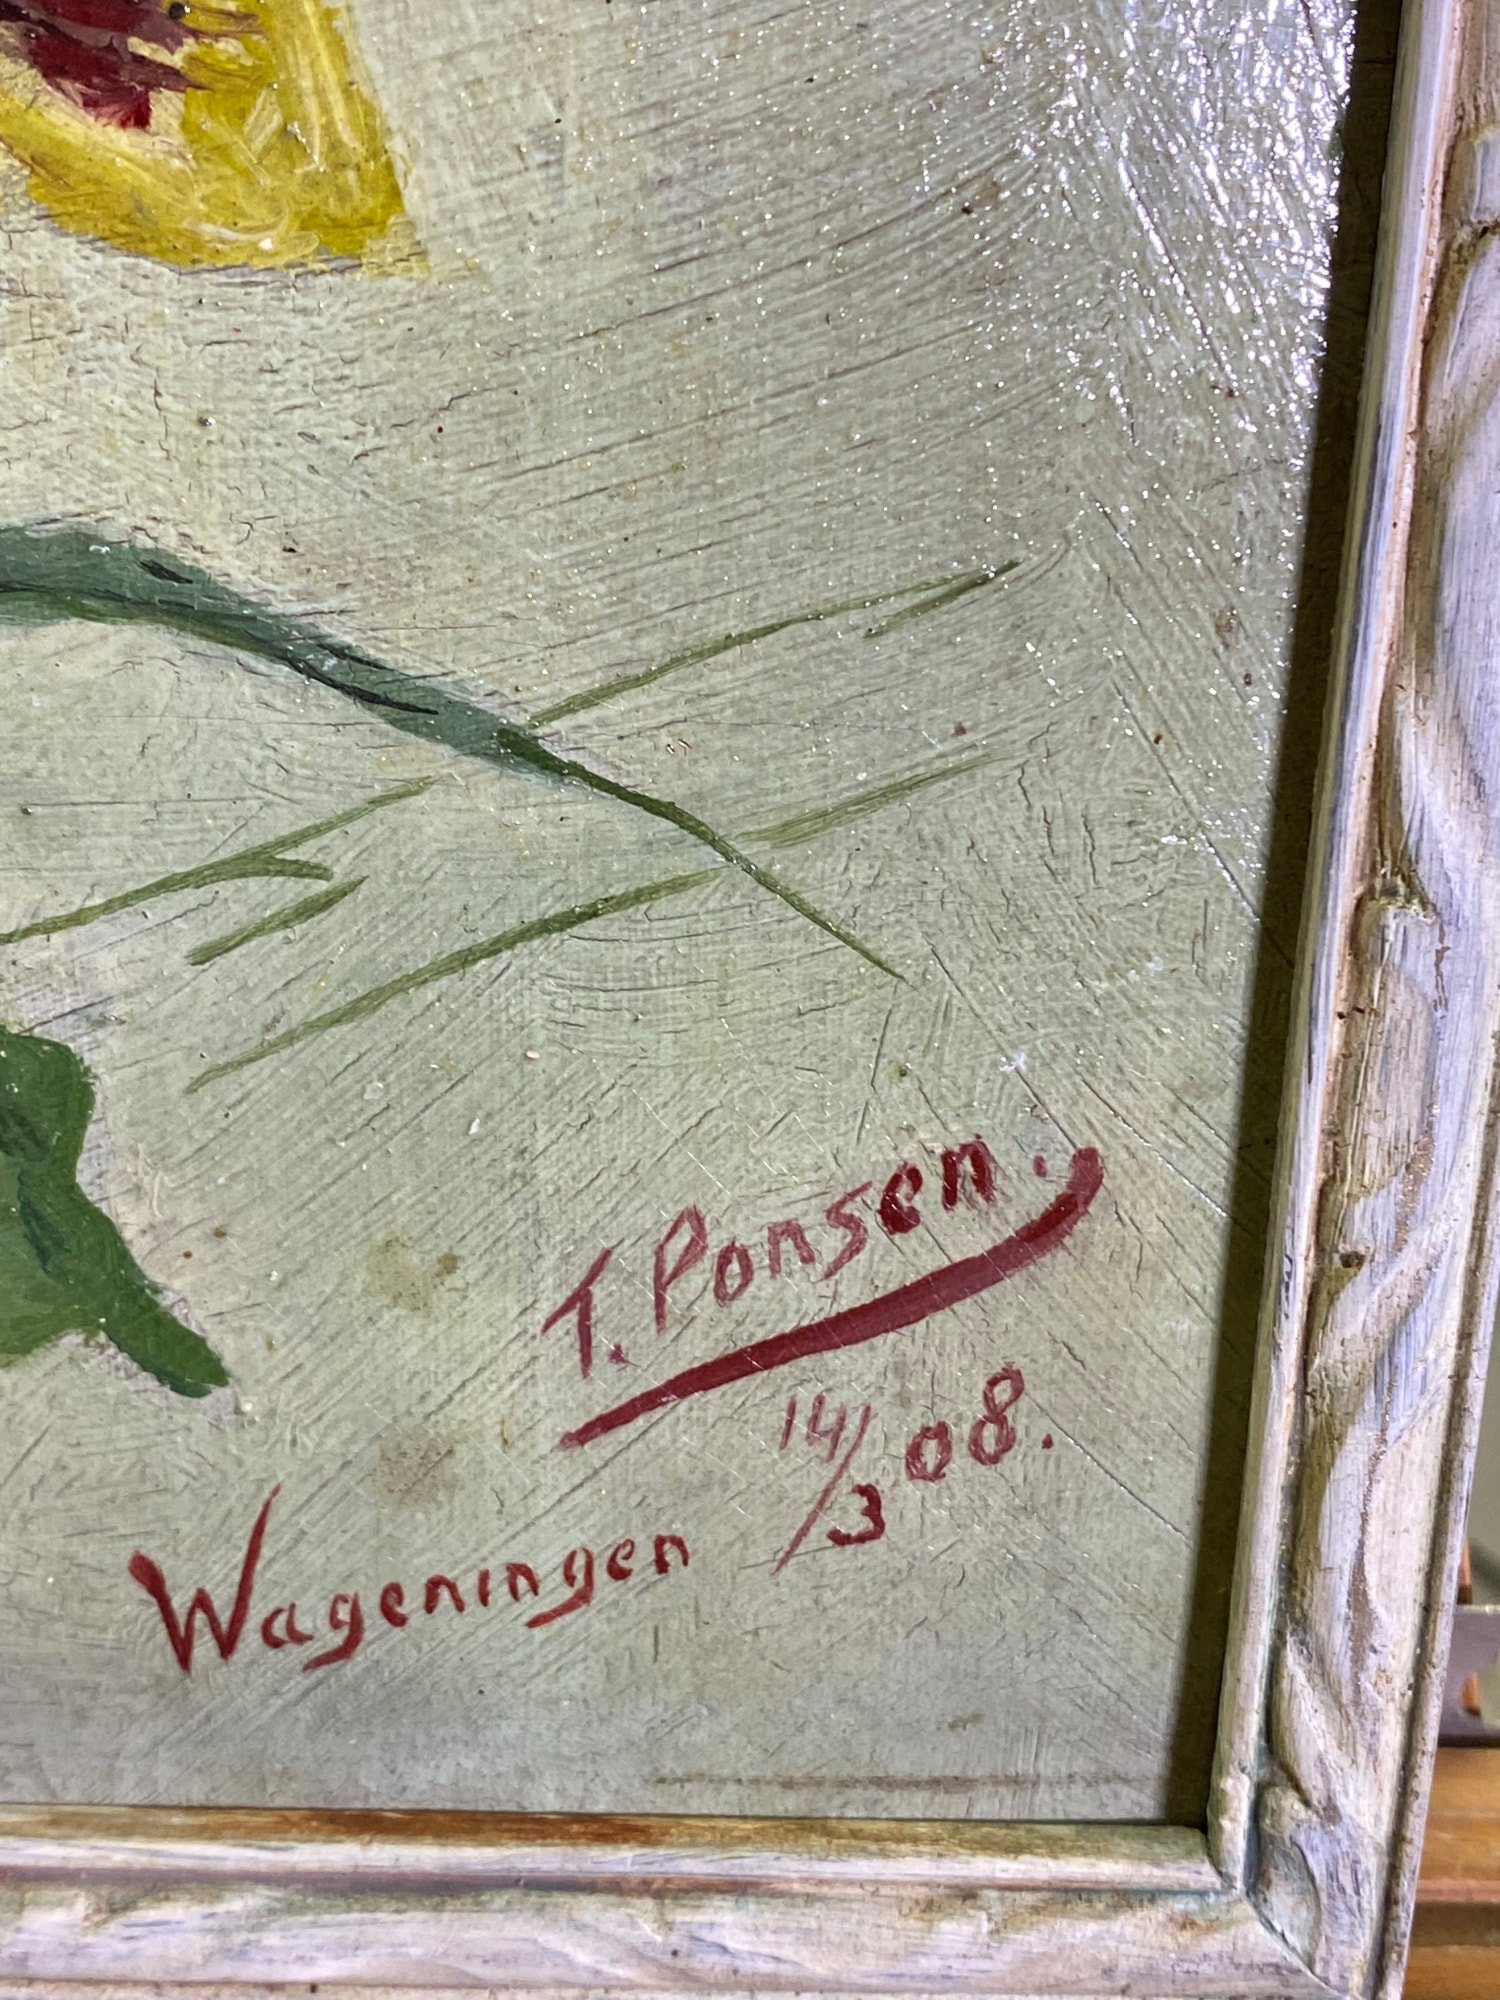 T. Ponsen.
Wageningen 14/3 08.